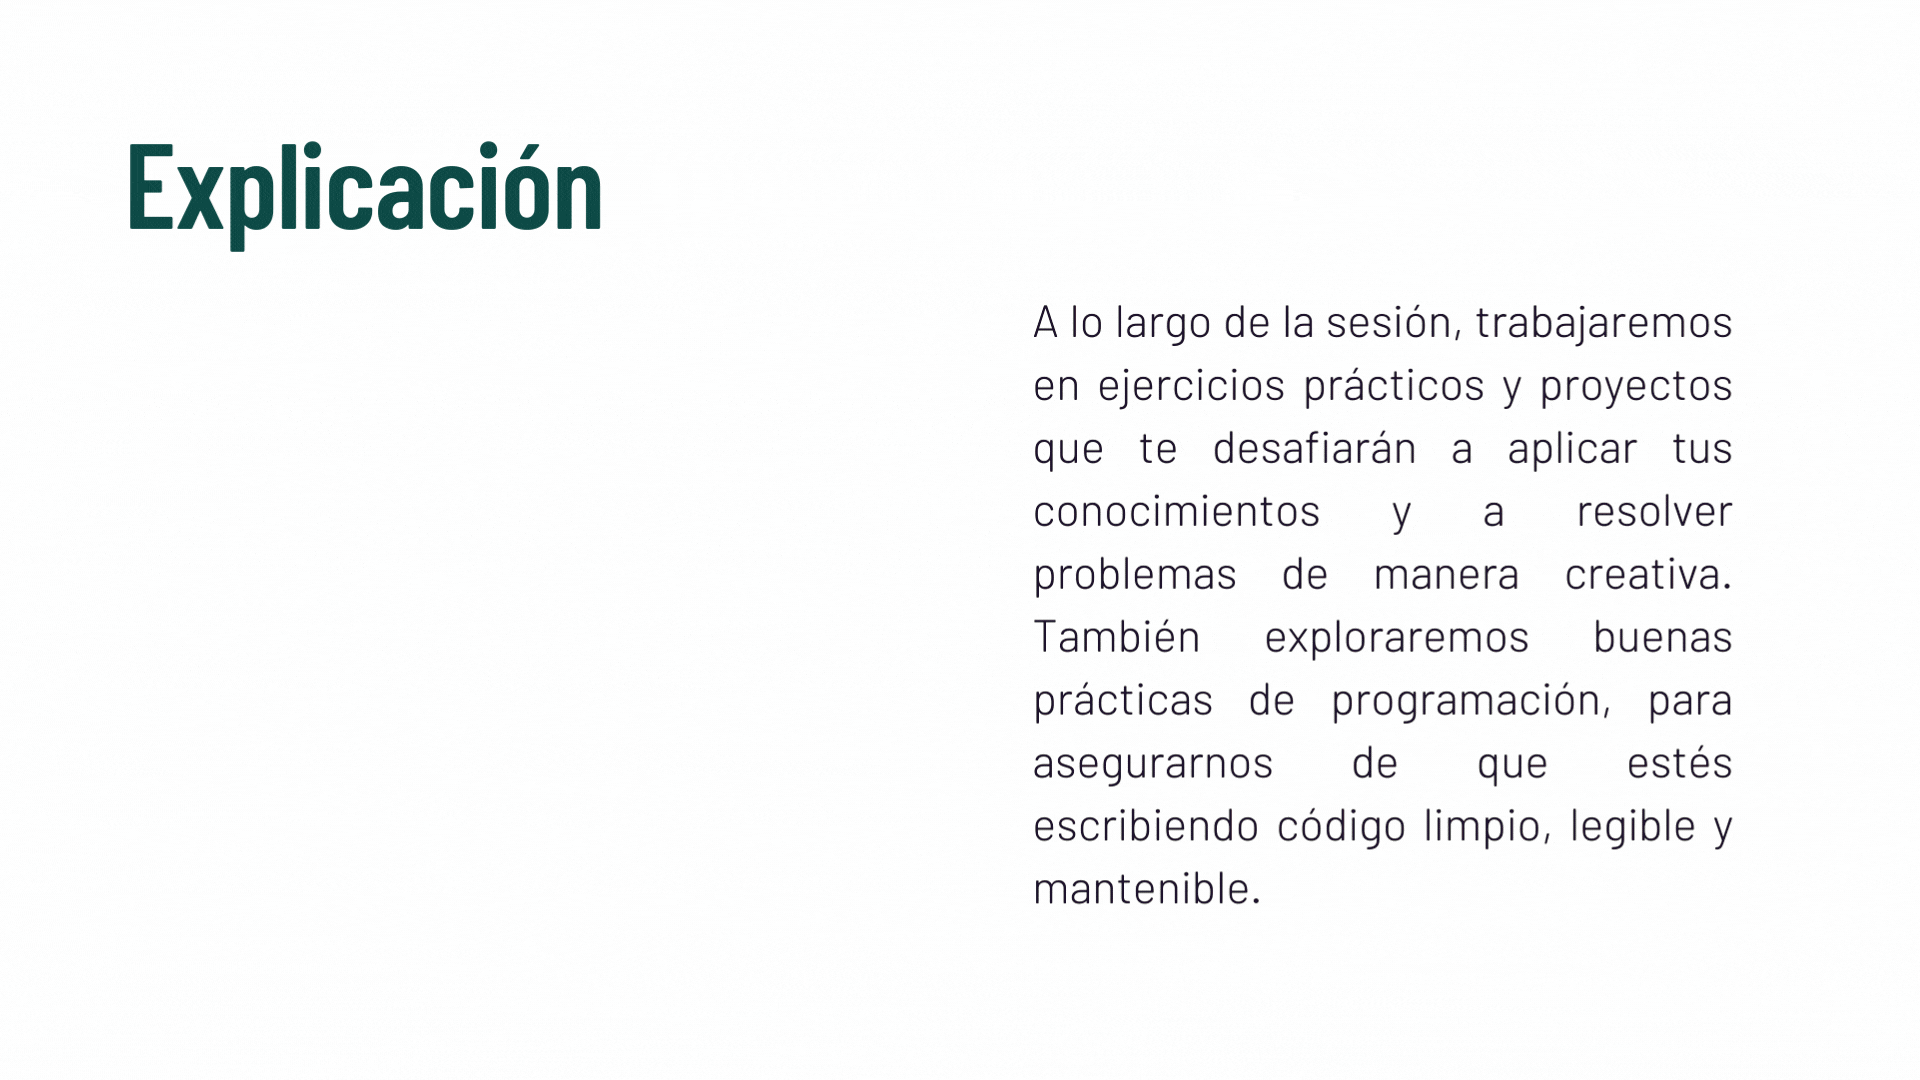 Explicación
A lo largo de la sesión, trabajaremos
en ejercicios prácticos y proyectos
que te desafiarán a aplicar tus
conocimientos y a resolver
problemas de manera creativa.
También exploraremos buenas
prácticas de programación, para
asegurarnos de que estés
escribiendo código limpio, legible y
mantenible.